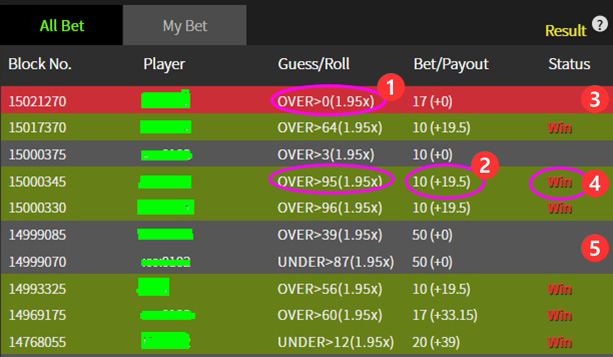 All Bet My Bet Result ?
Block No. Player Guess/Roll Bet/Payout Status
1
15021270 OVER>0(1.95x) 17 (+0) 3
15017370 OVER>64(1.95x) 10 (+19.5) Win
15000375 OVER>3(1.95x) 10 (+0)
2
15000345 OVER>95(1.95x) 10 (+19.5) Win 4
15000330 OVER>96(1.95x) 10 (+19.5) Win
14999085 OVER>39(1.95x) 50 (+0)
5
14999070 UNDER>87(1.95x) 50 (+0)
14993325 OVER>56(1.95x) 10 (+19.5) Win
14969175 OVER>60(1.95x) 17 (+33.15) Win
14768055 UNDER>12(1.95x) 20 (+39) Win